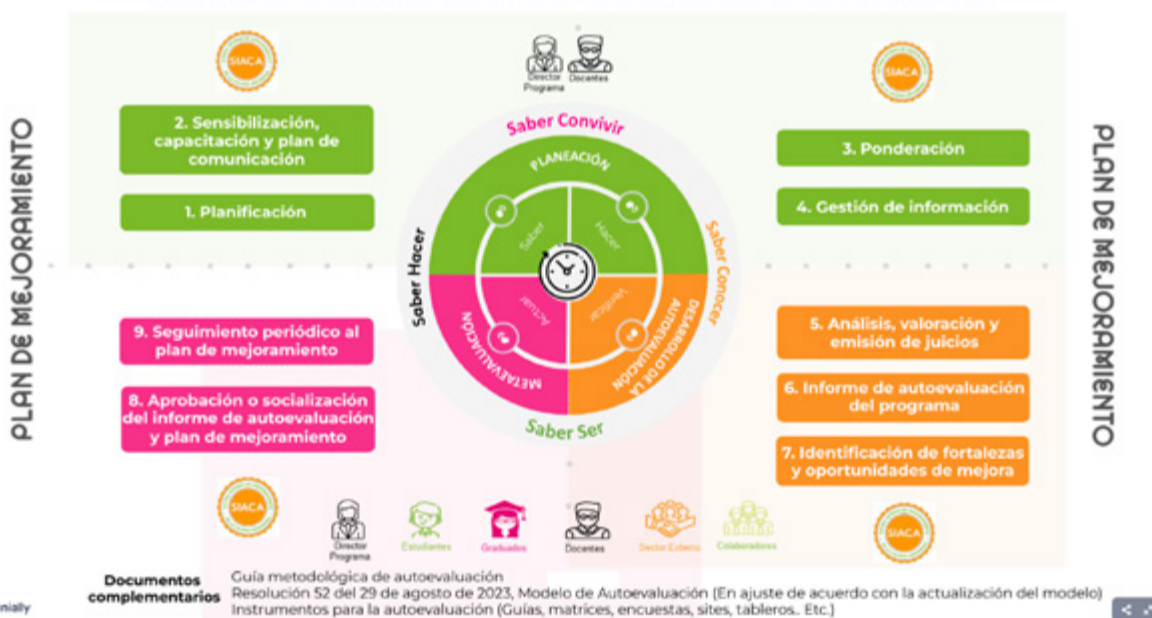 SIACA
Director
Programa
Docentes
SIACA
PLAN DE MEJORAMIENTO
2. Sensibilización,
capacitación y plan de
comunicación
1. Planificación
Saber Convivir
PLANEACIÓN
Saber
Hacer
Saber Hacer
Saber Conocer
Actuar
Verificar
METAEVALUACIÓN
DESARROLLO DE LA
AUTOEVALUACIÓN
Saber Ser
3. Ponderación
4. Gestión de información
PLAN DE MEJORAMIENTO
9. Seguimiento periódico al
plan de mejoramiento
8. Aprobación o socialización
del informe de autoevaluación
y plan de mejoramiento
5. Análisis, valoración y
emisión de juicios
6. Informe de autoevaluación
del programa
7. Identificación de fortalezas
y oportunidades de mejora
SIACA
Director
Programa
Estudiantes
Graduados
Docentes
Sector Externo
Colaboradores
SIACA
Documentos
complementarios
Guía metodológica de autoevaluación
Resolución 52 del 29 de agosto de 2023, Modelo de Autoevaluación (En ajuste de acuerdo con la actualización del modelo)
Instrumentos para la autoevaluación (Guías, matrices, encuestas, sites, tableros.. Etc.)
nially